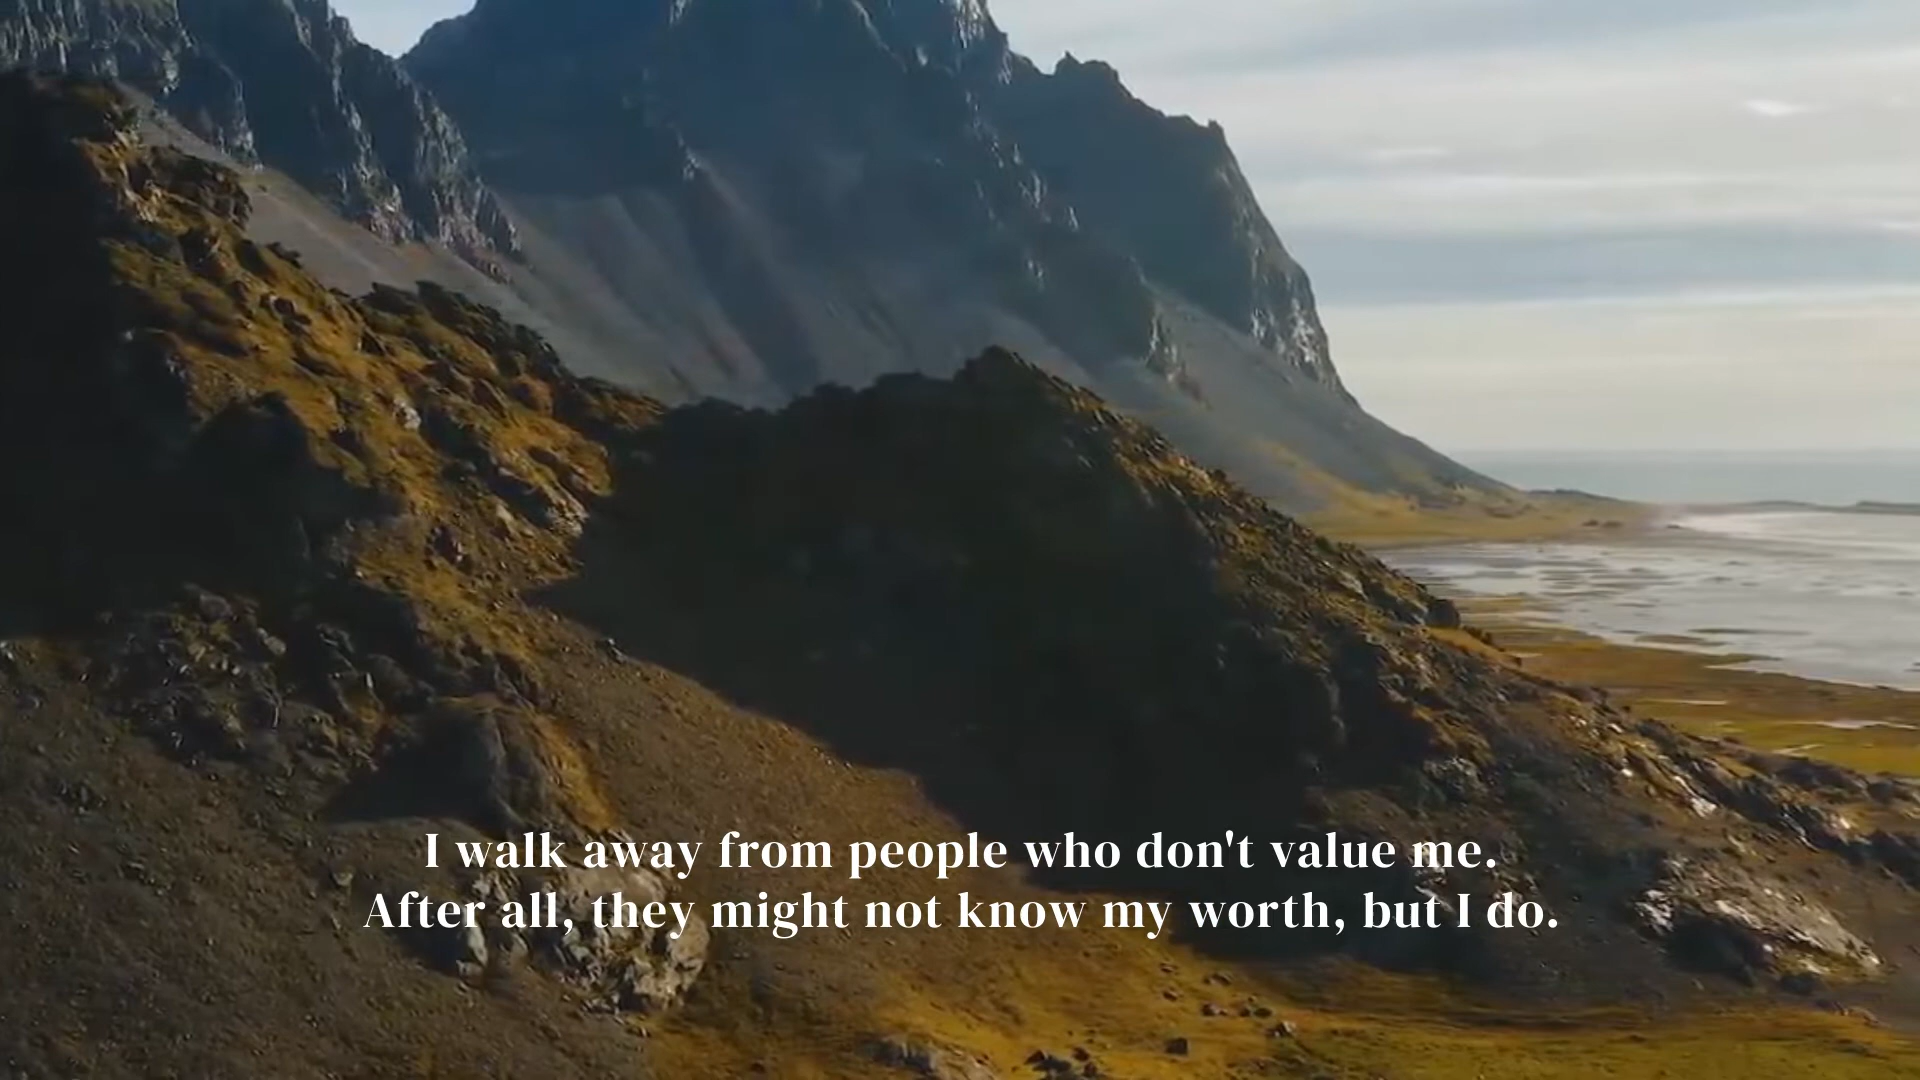 I walk away from people who don't value me.
After all, they might not know my worth, but I do.